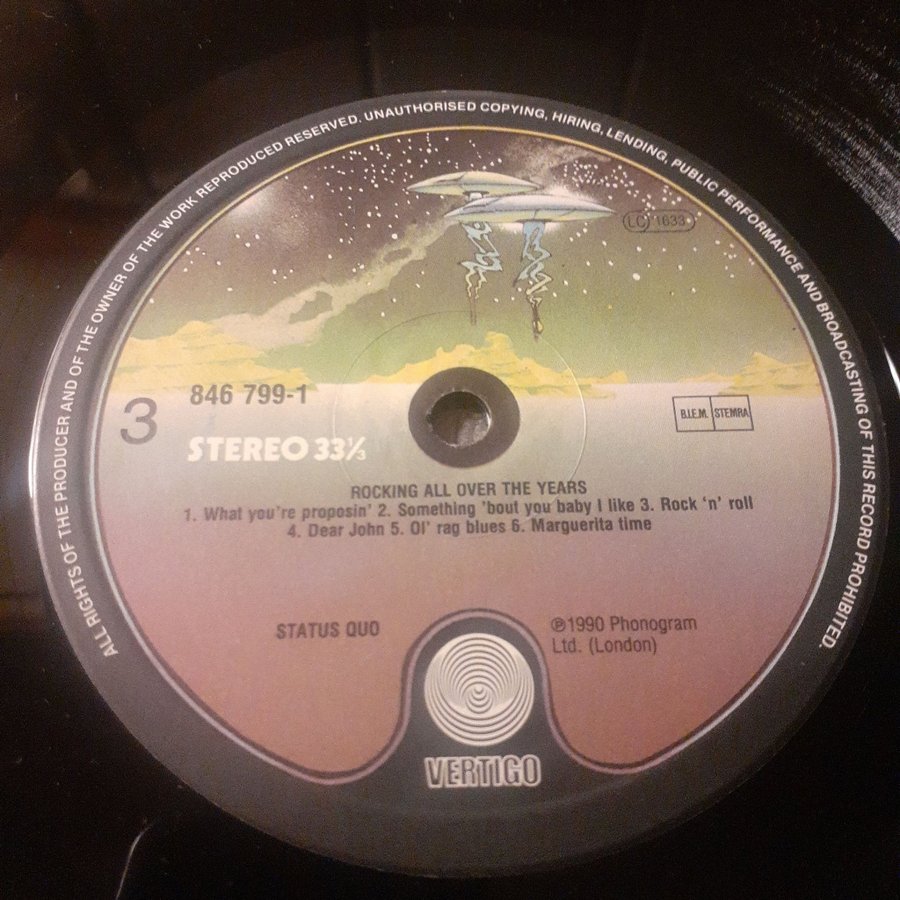 ALL RIGHTS OF THE PRODUCER AND OF THE OWNER OF THE WORK REPRODUCED RESERVED. UNAUTHORISED COPYING, HIRING, LENDING, PUBLIC PERFORMANCE AND BROADCASTING OF THIS RECORD PROHIBITED.
LC 1633
846 799-1
3
B.I.E.M. STEMRA
STEREO 33⅓
ROCKING ALL OVER THE YEARS
1. What you're proposin' 2. Something 'bout you baby I like 3. Rock 'n' roll
4. Dear John 5. Ol' rag blues 6. Marguerita time
STATUS QUO
℗1990 Phonogram
Ltd. (London)
VERTIGO